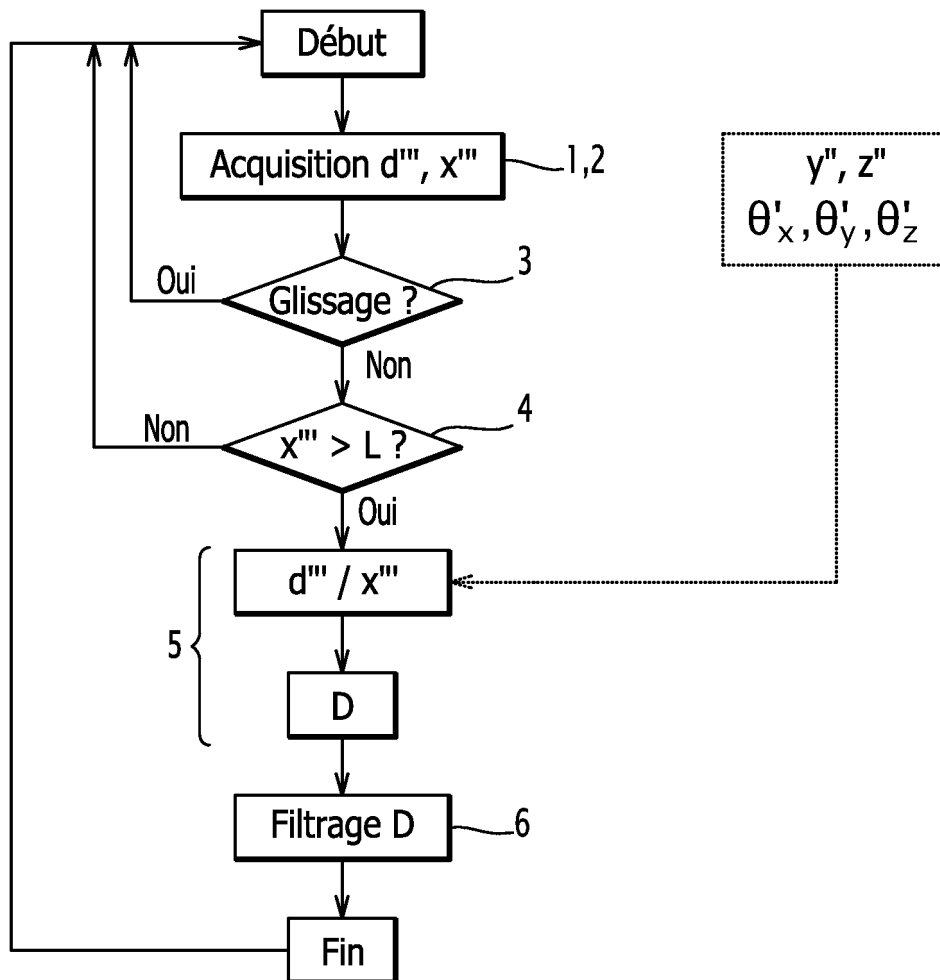 Début
Acquisition d''', x'''
1,2
y'', z''
θ'x, θ'y, θ'z
Glissage ?
3
Oui
Non
x''' > L ?
4
Non
Oui
d''' / x'''
5
D
Filtrage D
6
Fin